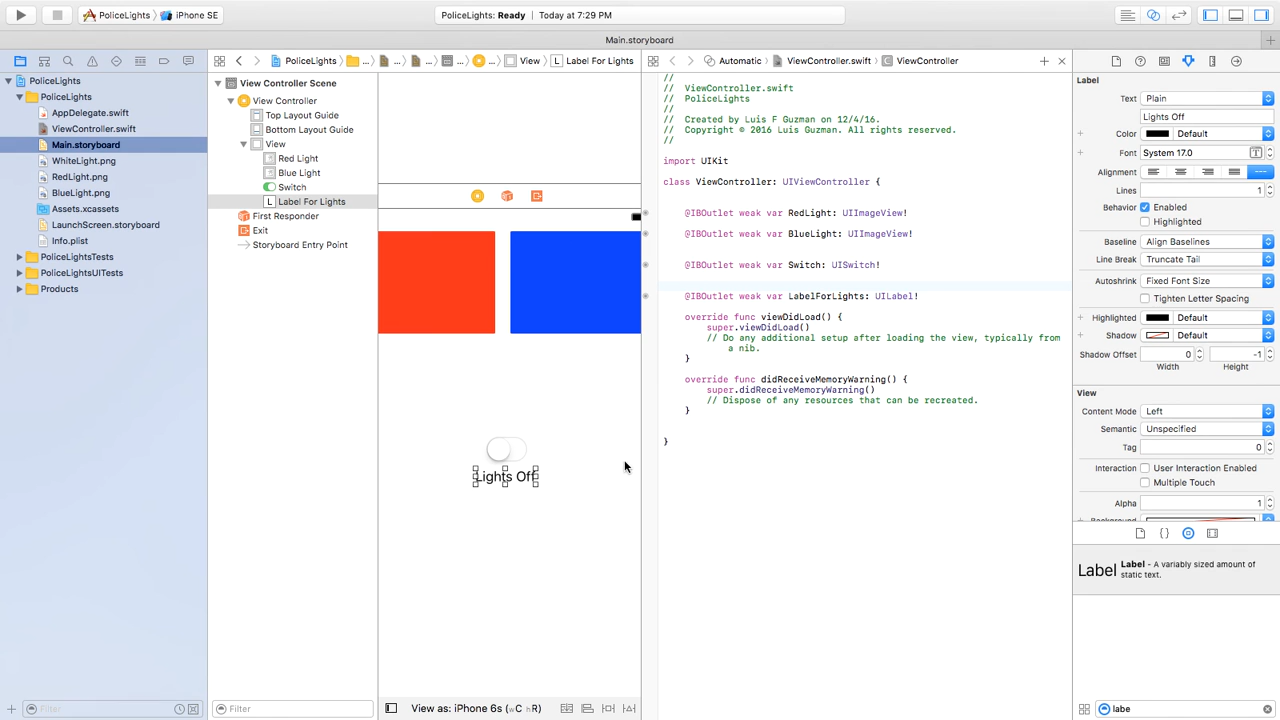 PoliceLights
iPhone SE
PoliceLights: Ready
Today at 7:29 PM
Main.storyboard
PoliceLights
...
...
...
...
...
View
L
Label For Lights
Automatic
ViewController.swift
C
ViewController
PoliceLights
PoliceLights
AppDelegate.swift
ViewController.swift
Main.storyboard
WhiteLight.png
RedLight.png
BlueLight.png
Assets.xcassets
LaunchScreen.storyboard
Info.plist
PoliceLightsTests
PoliceLightsUITests
Products
Filter
View Controller Scene
View Controller
Top Layout Guide
Bottom Layout Guide
View
Red Light
Blue Light
Switch
L Label For Lights
First Responder
Exit
Storyboard Entry Point
Filter
Lights Off
View as: iPhone 6s (wC hR)
//
// ViewController.swift
// PoliceLights
//
// Created by Luis F Guzman on 12/4/16.
// Copyright © 2016 Luis Guzman. All rights reserved.
//
import UIKit
class ViewController: UIViewController {
@IBOutlet weak var RedLight: UIImageView!
@IBOutlet weak var BlueLight: UIImageView!
@IBOutlet weak var Switch: UISwitch!
@IBOutlet weak var LabelForLights: UILabel!
override func viewDidLoad() {
super.viewDidLoad()
// Do any additional setup after loading the view, typically from
a nib.
}
override func didReceiveMemoryWarning() {
super.didReceiveMemoryWarning()
// Dispose of any resources that can be recreated.
}
}
Label
Text Plain
Lights Off
Color Default
Font System 17.0
Alignment
Lines 1
Behavior Enabled
Highlighted
Baseline Align Baselines
Line Break Truncate Tail
Autoshrink Fixed Font Size
Tighten Letter Spacing
Highlighted Default
Shadow Default
Shadow Offset 0 -1
Width Height
View
Content Mode Left
Semantic Unspecified
Tag 0
Interaction User Interaction Enabled
Multiple Touch
Alpha 1
Background
Label
Label - A variably sized amount of
static text.
labe